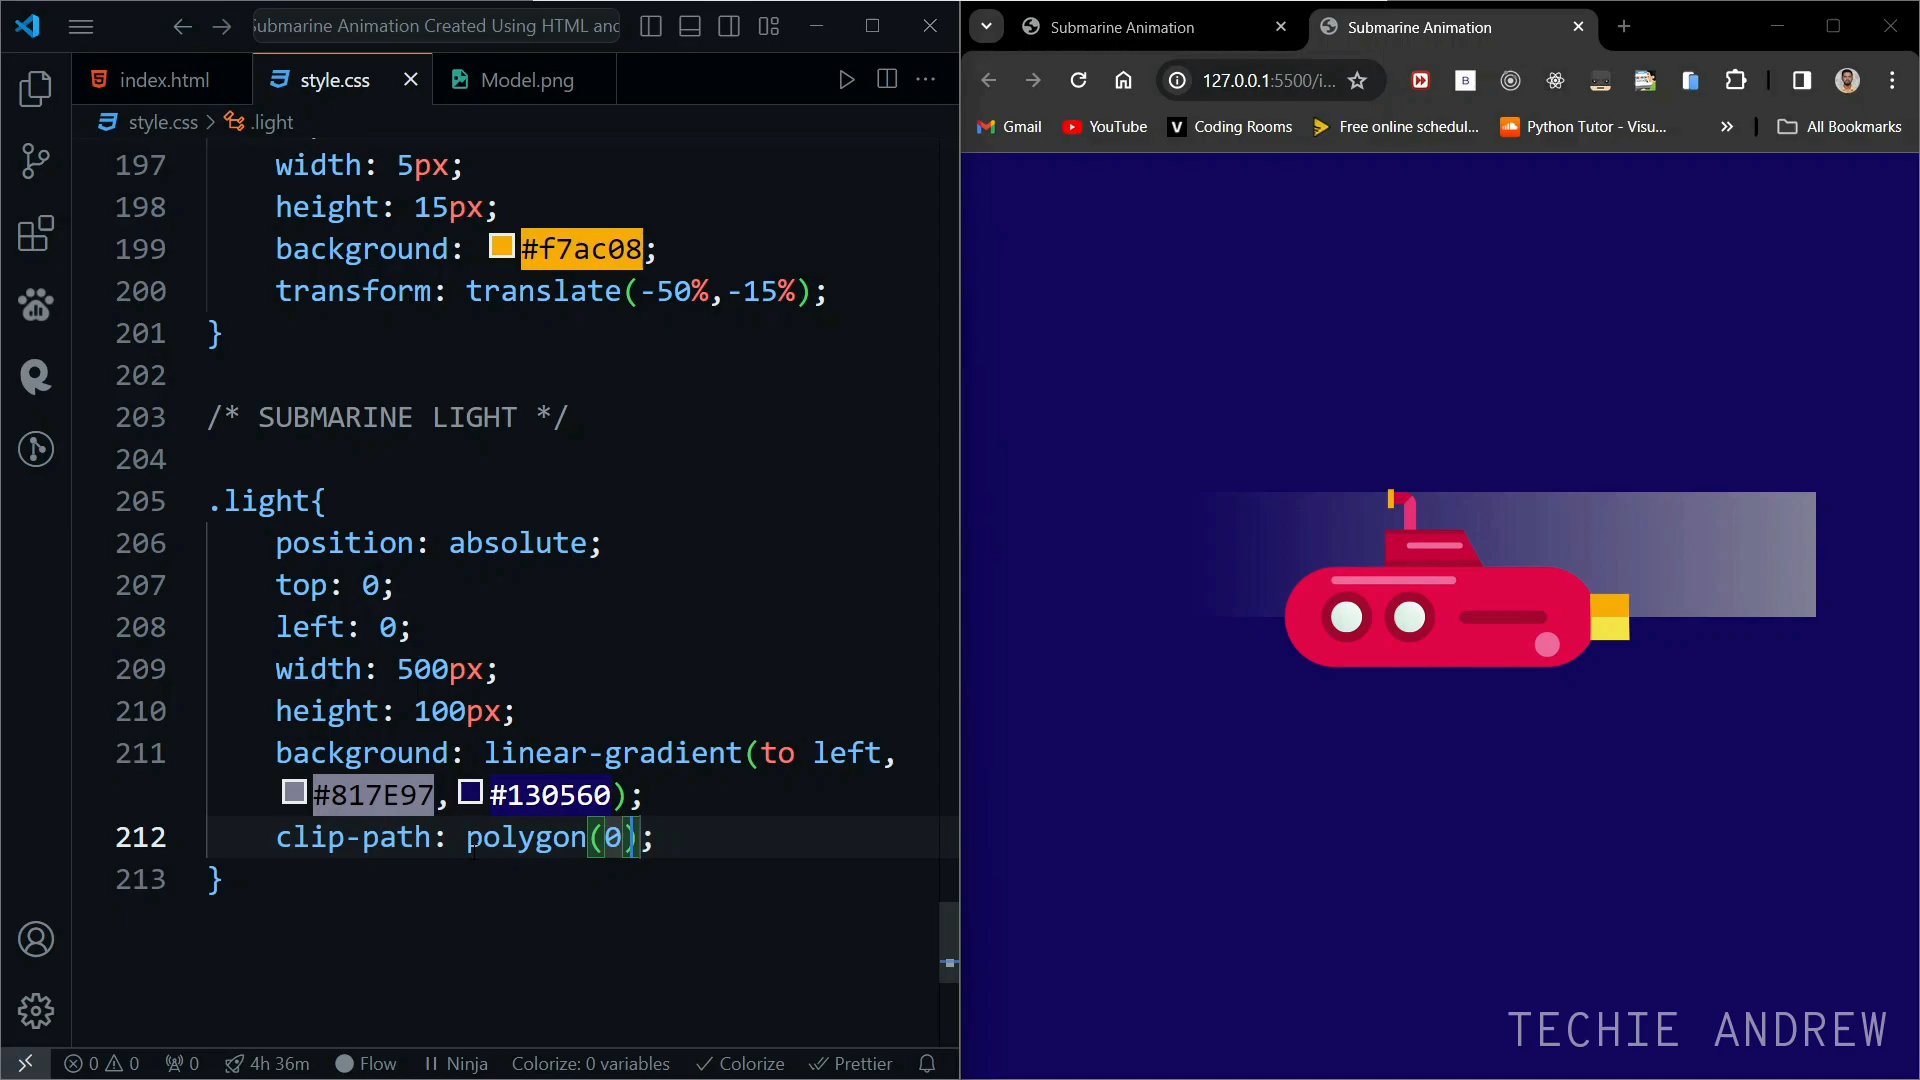 Submarine Animation Created Using HTML and
index.html
style.css
Model.png
style.css > .light
197 width: 5px;
198 height: 15px;
199 background: #f7ac08;
200 transform: translate(-50%,-15%);
201 }
202
203 /* SUBMARINE LIGHT */
204
205 .light{
206 position: absolute;
207 top: 0;
208 left: 0;
209 width: 500px;
210 height: 100px;
211 background: linear-gradient(to left,
#817E97,#130560);
212 clip-path: polygon(0);
213 }
0 0 0 4h 36m Flow Ninja Colorize: 0 variables Colorize Prettier
Submarine Animation
Submarine Animation
127.0.0.1:5500/i...
Gmail YouTube Coding Rooms Free online schedul... Python Tutor - Visu... » All Bookmarks
TECHIE ANDREW